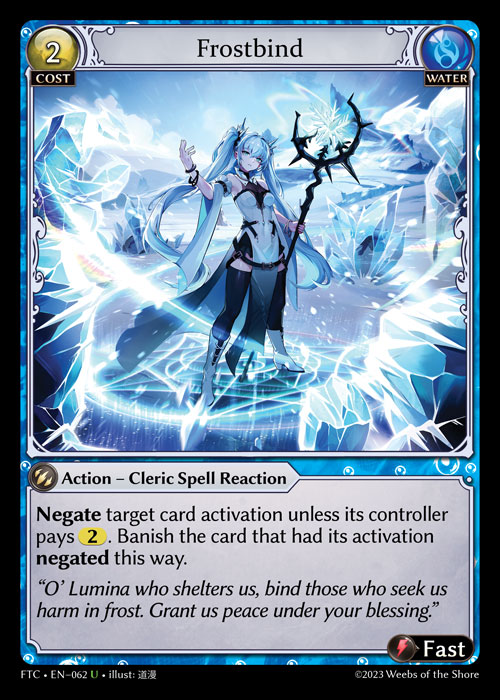 2
Frostbind
COST
WATER
Action – Cleric Spell Reaction
Negate target card activation unless its controller
pays 2. Banish the card that had its activation
negated this way.
“O’ Lumina who shelters us, bind those who seek us
harm in frost. Grant us peace under your blessing.”
Fast
FTC • EN–062 U • illust: 道漫
©2023 Weebs of the Shore